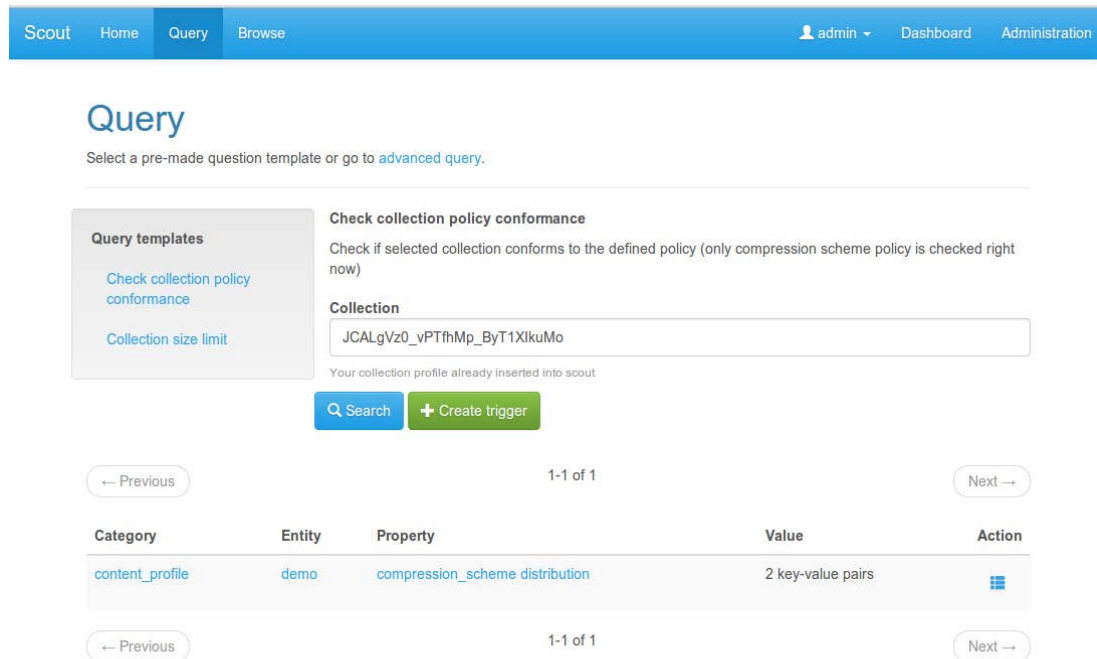 Scout Home Query Browse admin Dashboard Administration
Query
Select a pre-made question template or go to advanced query.
Query templates
Check collection policy
conformance
Collection size limit
Check collection policy conformance
Check if selected collection conforms to the defined policy (only compression scheme policy is checked right
now)
Collection
JCALgVz0_vPTfhMp_ByT1XIkuMo
Your collection profile already inserted into scout
Search + Create trigger
← Previous 1-1 of 1 Next →
Category Entity Property Value Action
content_profile demo compression_scheme distribution 2 key-value pairs
← Previous 1-1 of 1 Next →